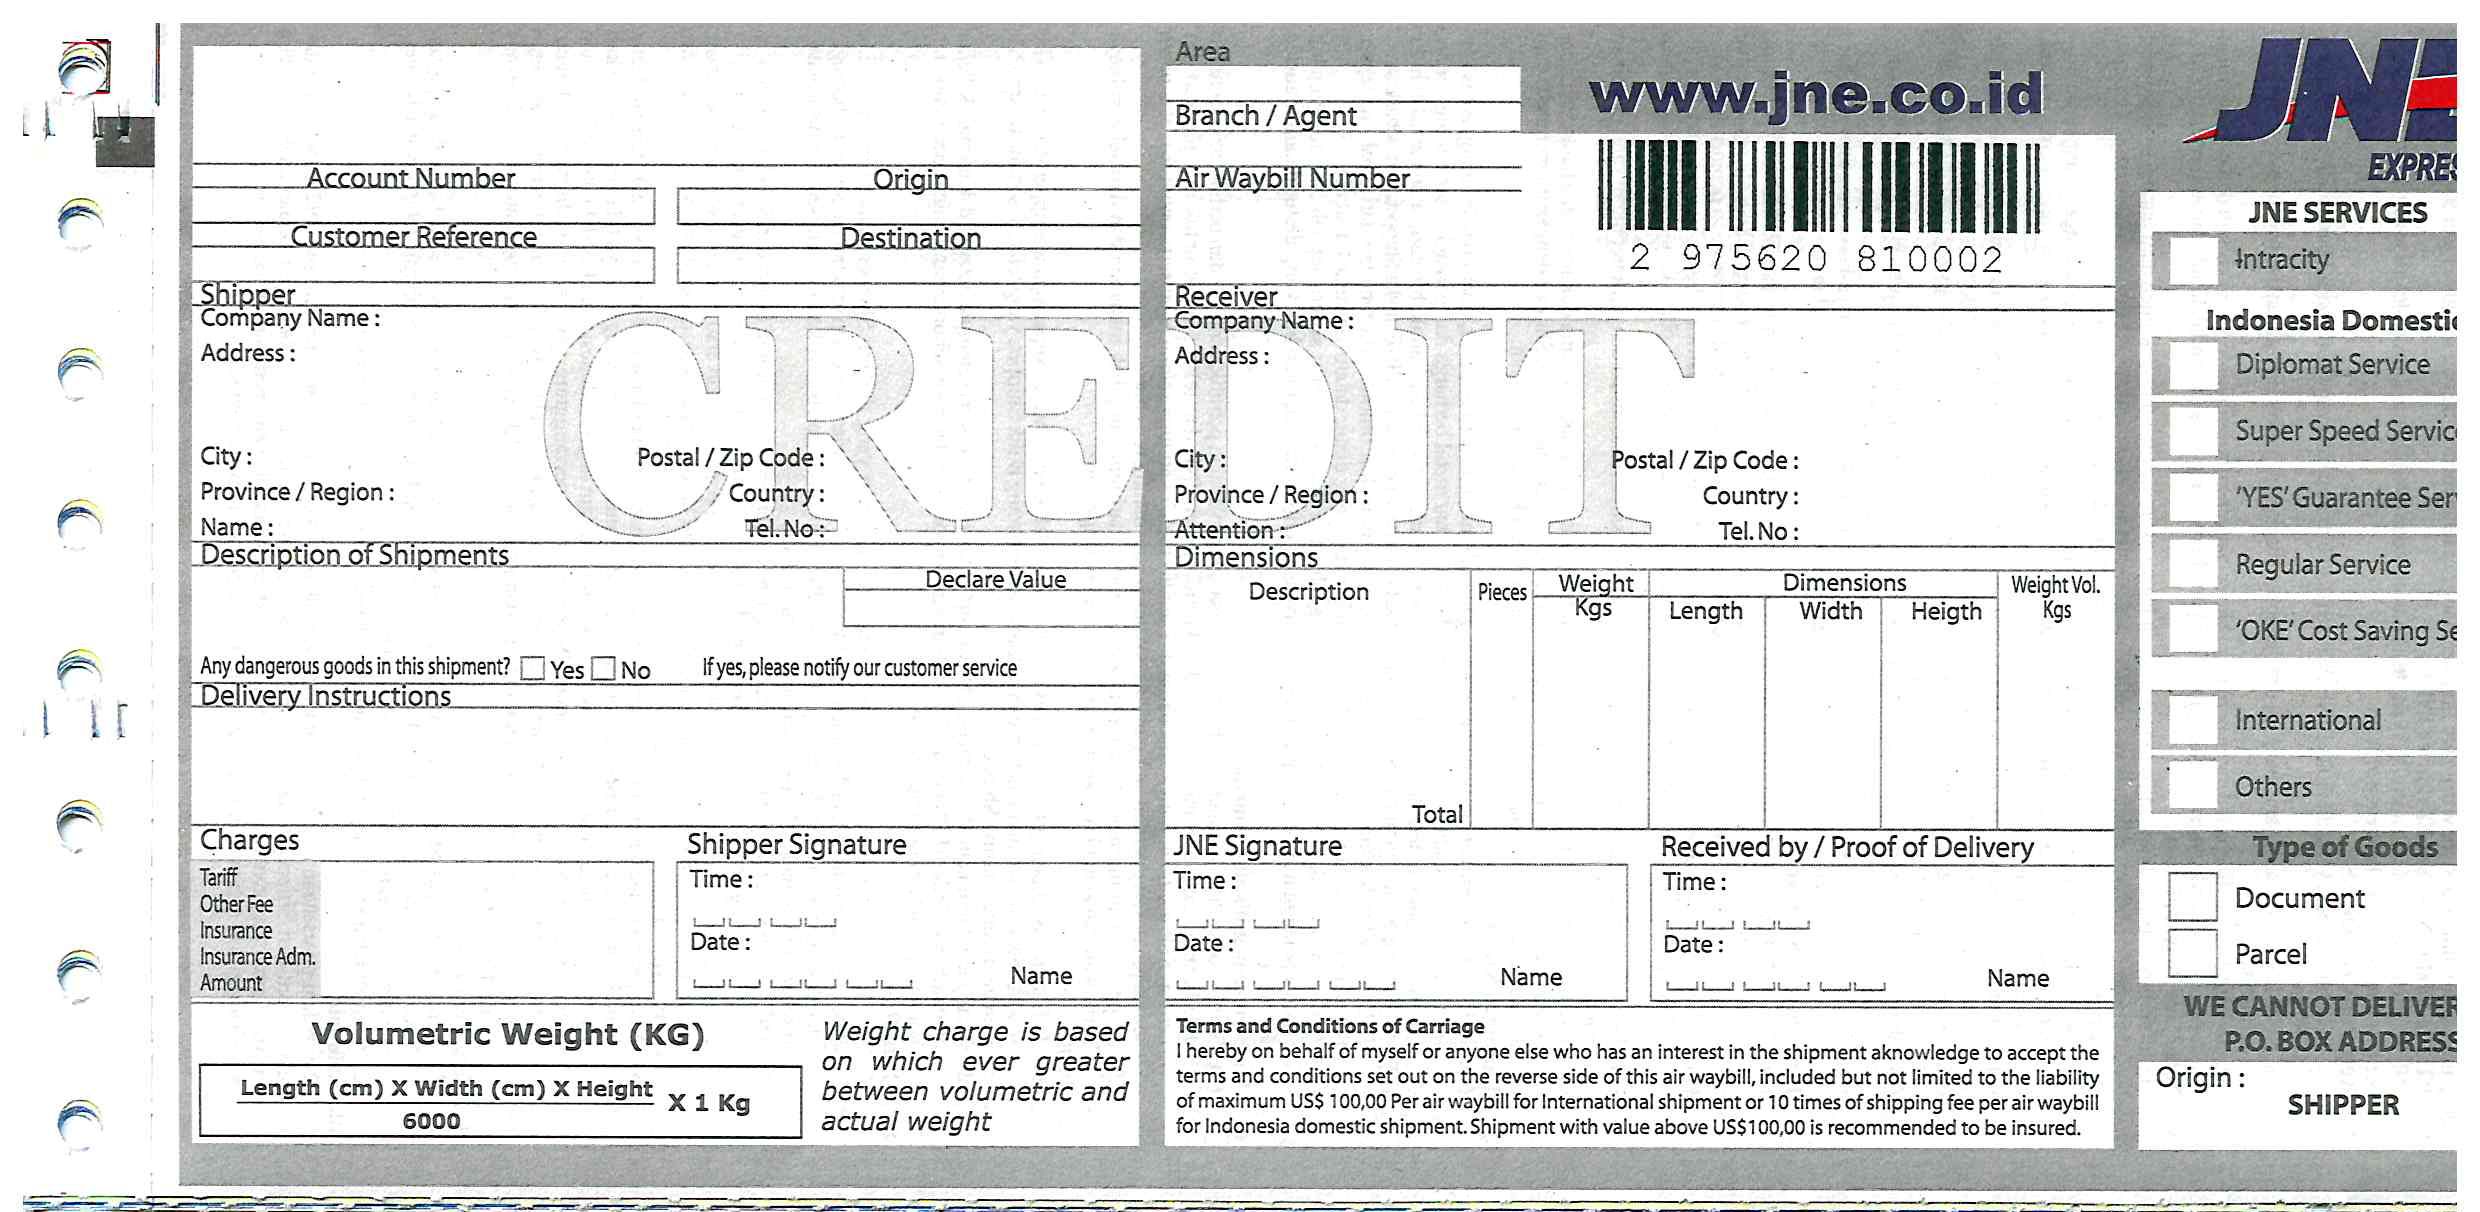 Area
www.jne.co.id
JNE
EXPRES
Branch / Agent
Account Number
Origin
Air Waybill Number
2 975620 810002
Customer Reference
Destination
Shipper
Company Name :
Address :
City :
Postal / Zip Code :
Province / Region :
Country :
Name :
Tel. No :
Receiver
Company Name :
Address :
City :
Postal / Zip Code :
Province / Region :
Country :
Attention :
Tel. No :
CREDIT
Description of Shipments
Declare Value
Any dangerous goods in this shipment? Yes No If yes, please notify our customer service
Delivery Instructions
Dimensions
Description
Pieces
Weight
Kgs
Dimensions
Length
Width
Heigth
Weight Vol.
Kgs
Total
Charges
Tariff
Other Fee
Insurance
Insurance Adm.
Amount
Shipper Signature
Time :
Date :
Name
JNE Signature
Time :
Date :
Name
Received by / Proof of Delivery
Time :
Date :
Name
Volumetric Weight (KG)
Length (cm) X Width (cm) X Height
6000
X 1 Kg
Weight charge is based
on which ever greater
between volumetric and
actual weight
Terms and Conditions of Carriage
I hereby on behalf of myself or anyone else who has an interest in the shipment aknowledge to accept the
terms and conditions set out on the reverse side of this air waybill, included but not limited to the liability
of maximum US$ 100,00 Per air waybill for International shipment or 10 times of shipping fee per air waybill
for Indonesia domestic shipment. Shipment with value above US$100,00 is recommended to be insured.
JNE SERVICES
Intracity
Indonesia Domestic
Diplomat Service
Super Speed Servic
'YES' Guarantee Ser
Regular Service
'OKE' Cost Saving Se
International
Others
Type of Goods
Document
Parcel
WE CANNOT DELIVER
P.O. BOX ADDRESS
Origin :
SHIPPER